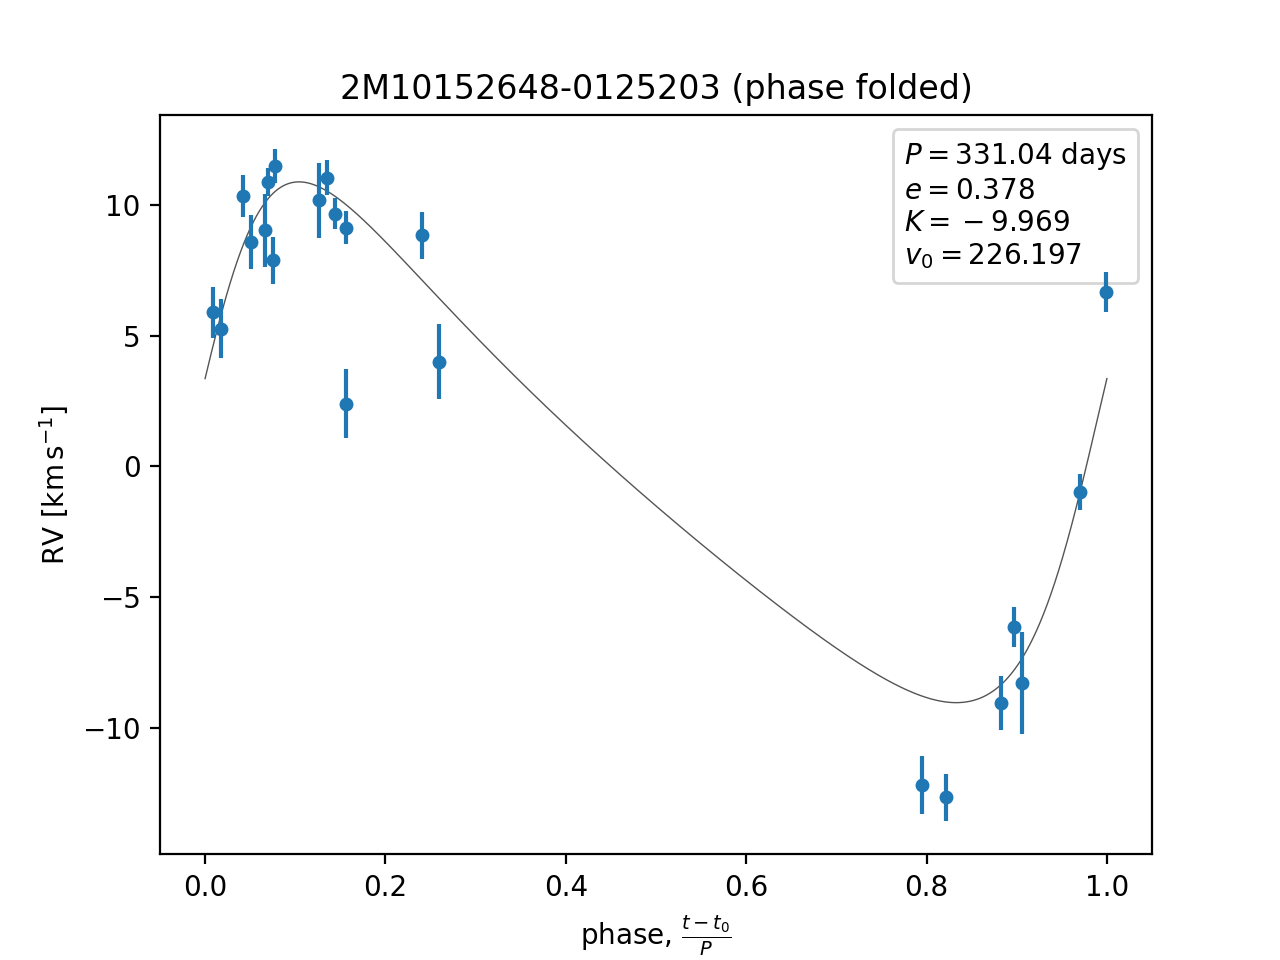 2M10152648-0125203 (phase folded)
P = 331.04 days
e = 0.378
K = −9.969
v₀ = 226.197
RV [km s⁻¹]
10
5
0
−5
−10
0.0 0.2 0.4 0.6 0.8 1.0
phase, (t − t₀)/P